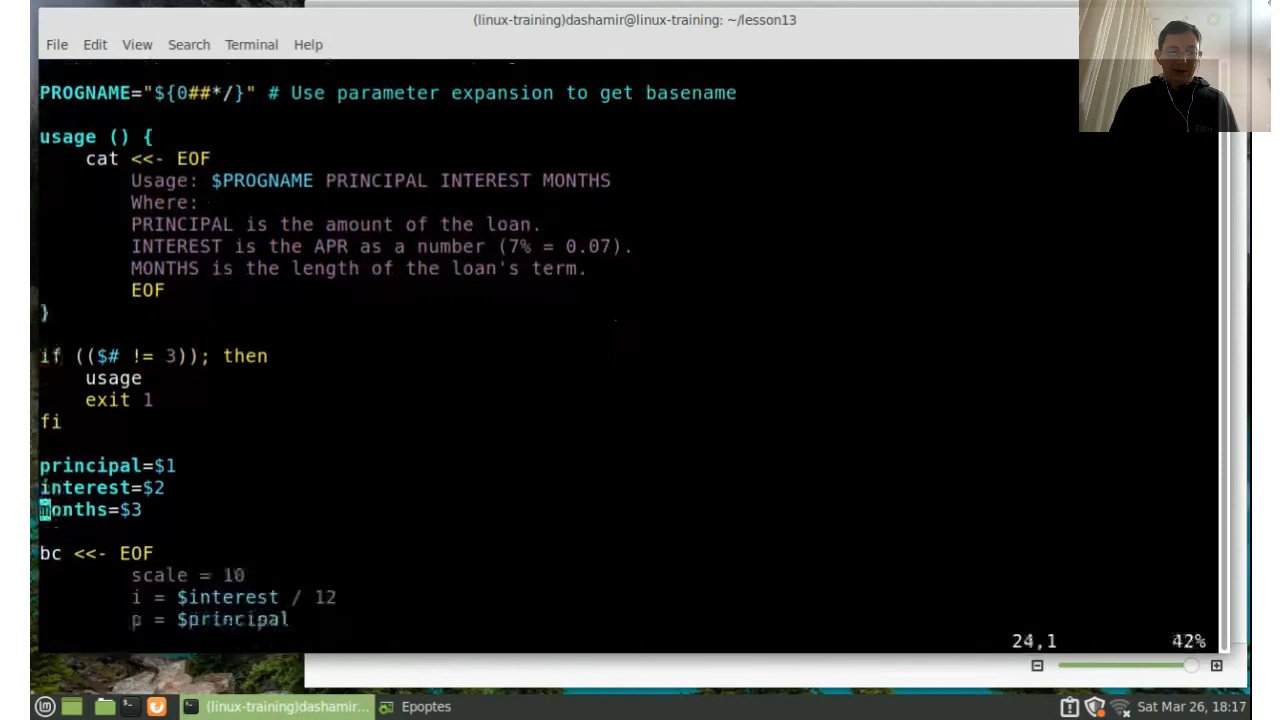 (linux-training)dashamir@linux-training: ~/lesson13
File Edit View Search Terminal Help
PROGNAME="${0##*/}" # Use parameter expansion to get basename
usage () {
cat <<- EOF
Usage: $PROGNAME PRINCIPAL INTEREST MONTHS
Where:
PRINCIPAL is the amount of the loan.
INTEREST is the APR as a number (7% = 0.07).
MONTHS is the length of the loan's term.
EOF
}
if (($# != 3)); then
usage
exit 1
fi
principal=$1
interest=$2
months=$3
bc <<- EOF
scale = 10
i = $interest / 12
p = $principal
24,1 42%
(linux-training)dashamir... Epoptes Sat Mar 26, 18:17